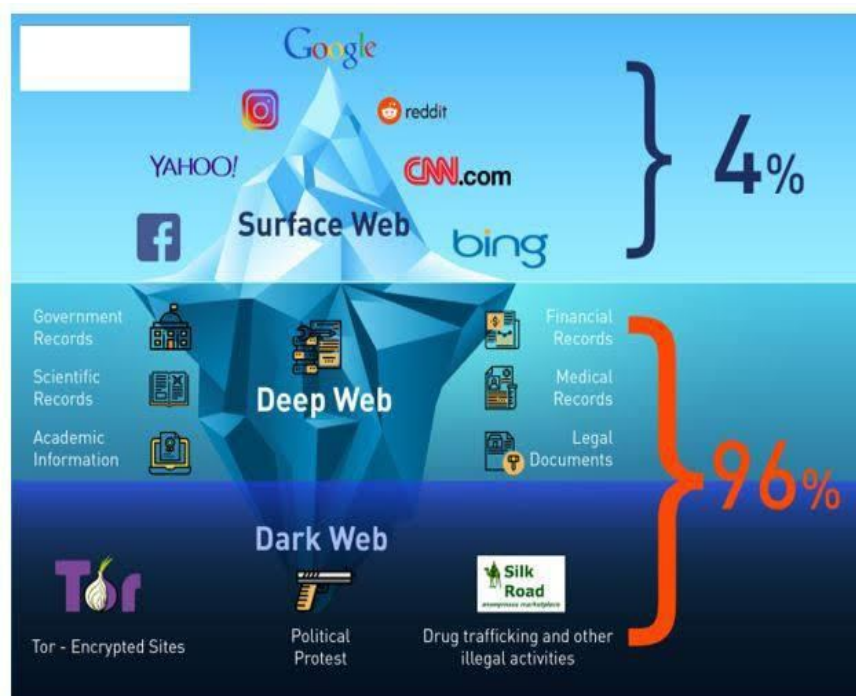 Google
reddit
YAHOO!
CNN.com
Surface Web
bing
4%
Government
Records
Scientific
Records
Academic
Information
Deep Web
Financial
Records
Medical
Records
Legal
Documents
96%
Dark Web
Tor
Silk
Road
anonymous marketplace
Tor - Encrypted Sites
Political
Protest
Drug trafficking and other
illegal activities